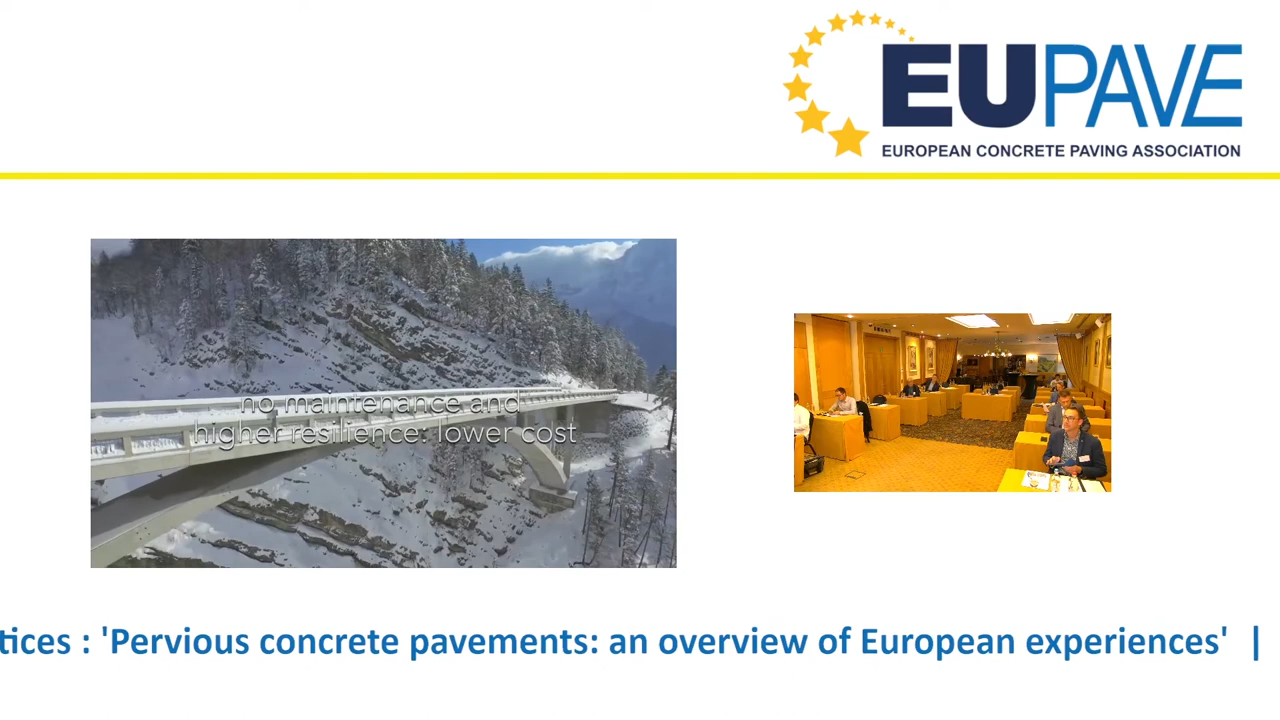 EUPAVE
EUROPEAN CONCRETE PAVING ASSOCIATION
no maintenance and
higher resilience: lower cost
tices : 'Pervious concrete pavements: an overview of European experiences' |